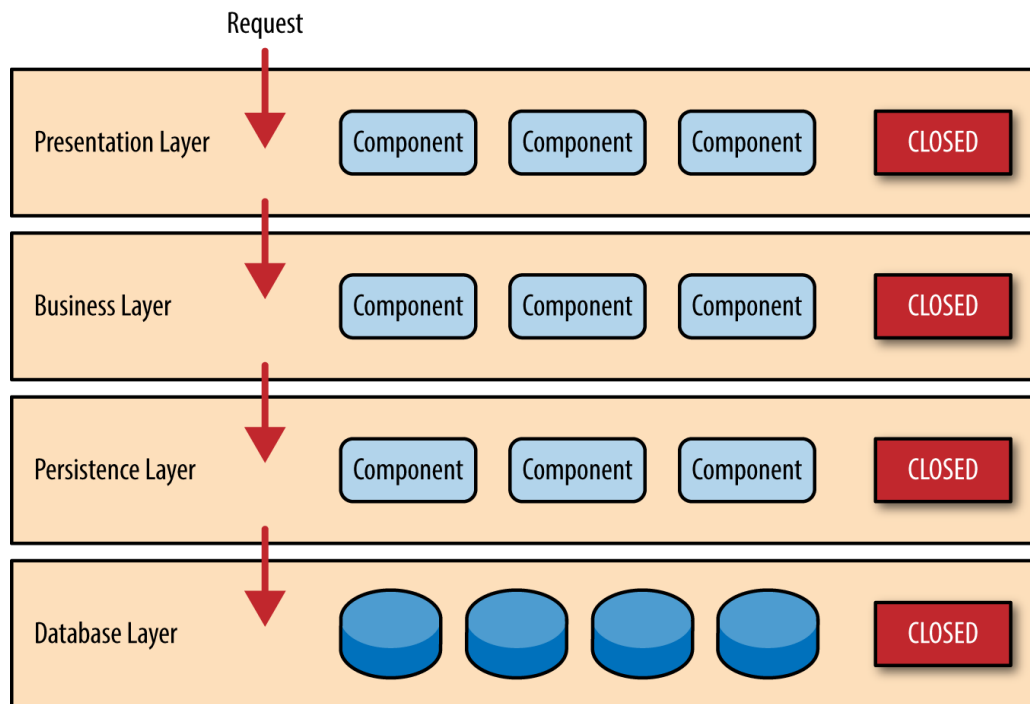 Request
Presentation Layer Component Component Component CLOSED
Business Layer Component Component Component CLOSED
Persistence Layer Component Component Component CLOSED
Database Layer CLOSED